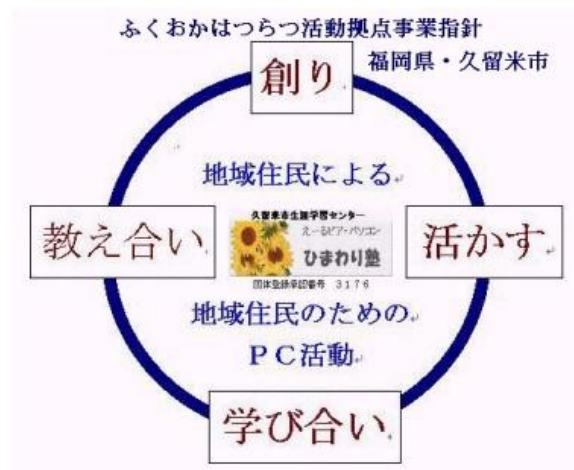 ふくおかはつらつ活動拠点事業指針
福岡県・久留米市
創り
地域住民による
教え合い
久留米市生涯学習センター
えーるピア・パソコン
ひまわり塾
団体登録承認番号 3176
活かす
地域住民のための
PC活動
学び合い